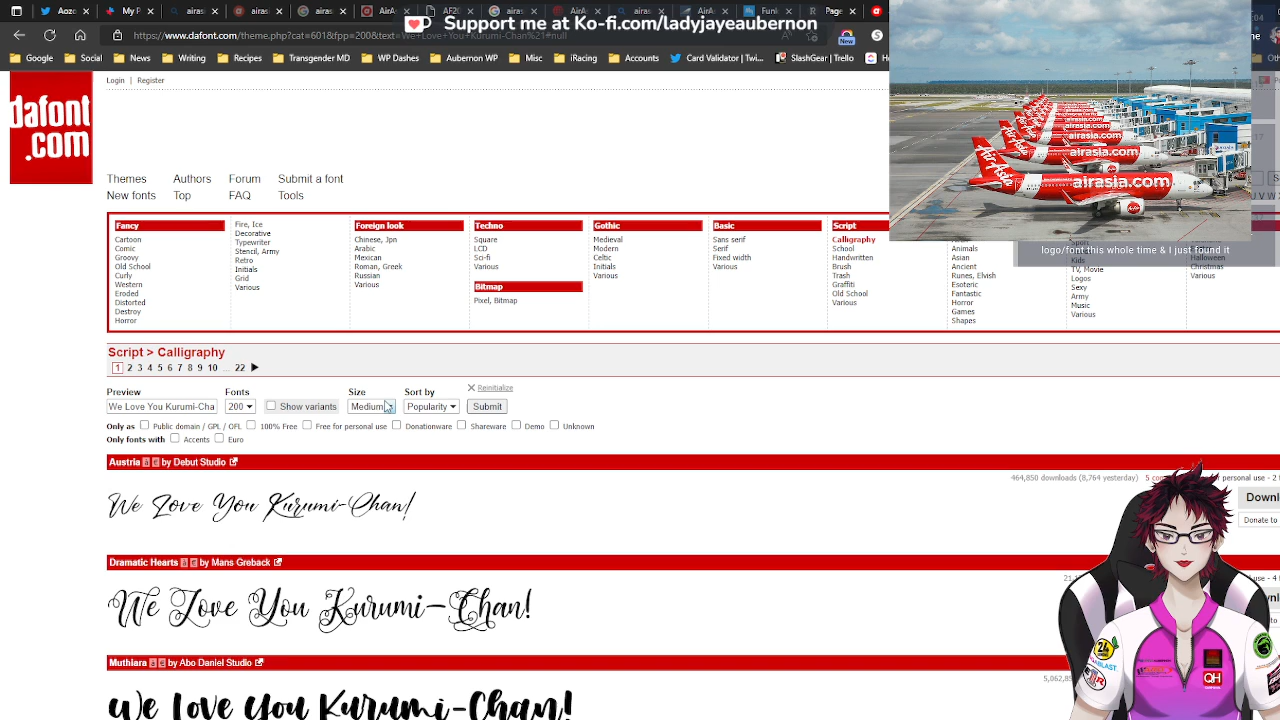 Support me at Ko-fi.com/ladyjayeaubernon
www.dafont.com/theme.php?cat=601&fpp=200&text=We+Love+You+Kurumi-Chan%21#null
Google Social News Recipes Transgender MD WP Dashboards Aubernon WP Misc iRacing FOH Accounts Twitter Card Validator | Twi... SlashGear | Trello
New
dafont
.com
Login | Register
Themes Authors Forum Submit a font
New fonts Top FAQ Tools
AirAsia airasia.com
logo/font this whole time & I just found it
Fancy
Cartoon
Comic
Groovy
Old School
Curly
Western
Eroded
Distorted
Destroy
Horror
Fire, Ice
Decorative
Typewriter
Stencil, Army
Retro
Initials
Grid
Various
Foreign look
Chinese, Jpn
Arabic
Mexican
Roman, Greek
Russian
Various
Techno
Square
LCD
Sci-fi
Various
Bitmap
Pixel, Bitmap
Gothic
Medieval
Modern
Celtic
Initials
Various
Basic
Sans serif
Serif
Fixed width
Various
Script
Calligraphy
School
Handwritten
Brush
Trash
Graffiti
Old School
Various
Animals
Asian
Ancient
Runes, Elvish
Esoteric
Fantastic
Horror
Games
Shapes
Sport
Kids
TV, Movie
Logos
Sexy
Army
Music
Various
Halloween
Christmas
Various
Script > Calligraphy
1 2 3 4 5 6 7 8 9 10 ... 22
Preview Fonts Size Sort by Reinitialize
We Love You Kurumi-Cha 200 Show variants Medium Popularity Submit
Only as Public domain / GPL / OFL 100% Free Free for personal use Donationware Shareware Demo Unknown
Only fonts with Accents Euro
Austria à € by Debut Studio
464,850 downloads (8,764 yesterday)
We Love You Kurumi-Chan!
Donate to
Dramatic Hearts à € by Mans Greback
We Love You Kurumi-Chan!
Muthiara à € by Abo Daniel Studio
We Love You Kurumi-Chan!
24
QH